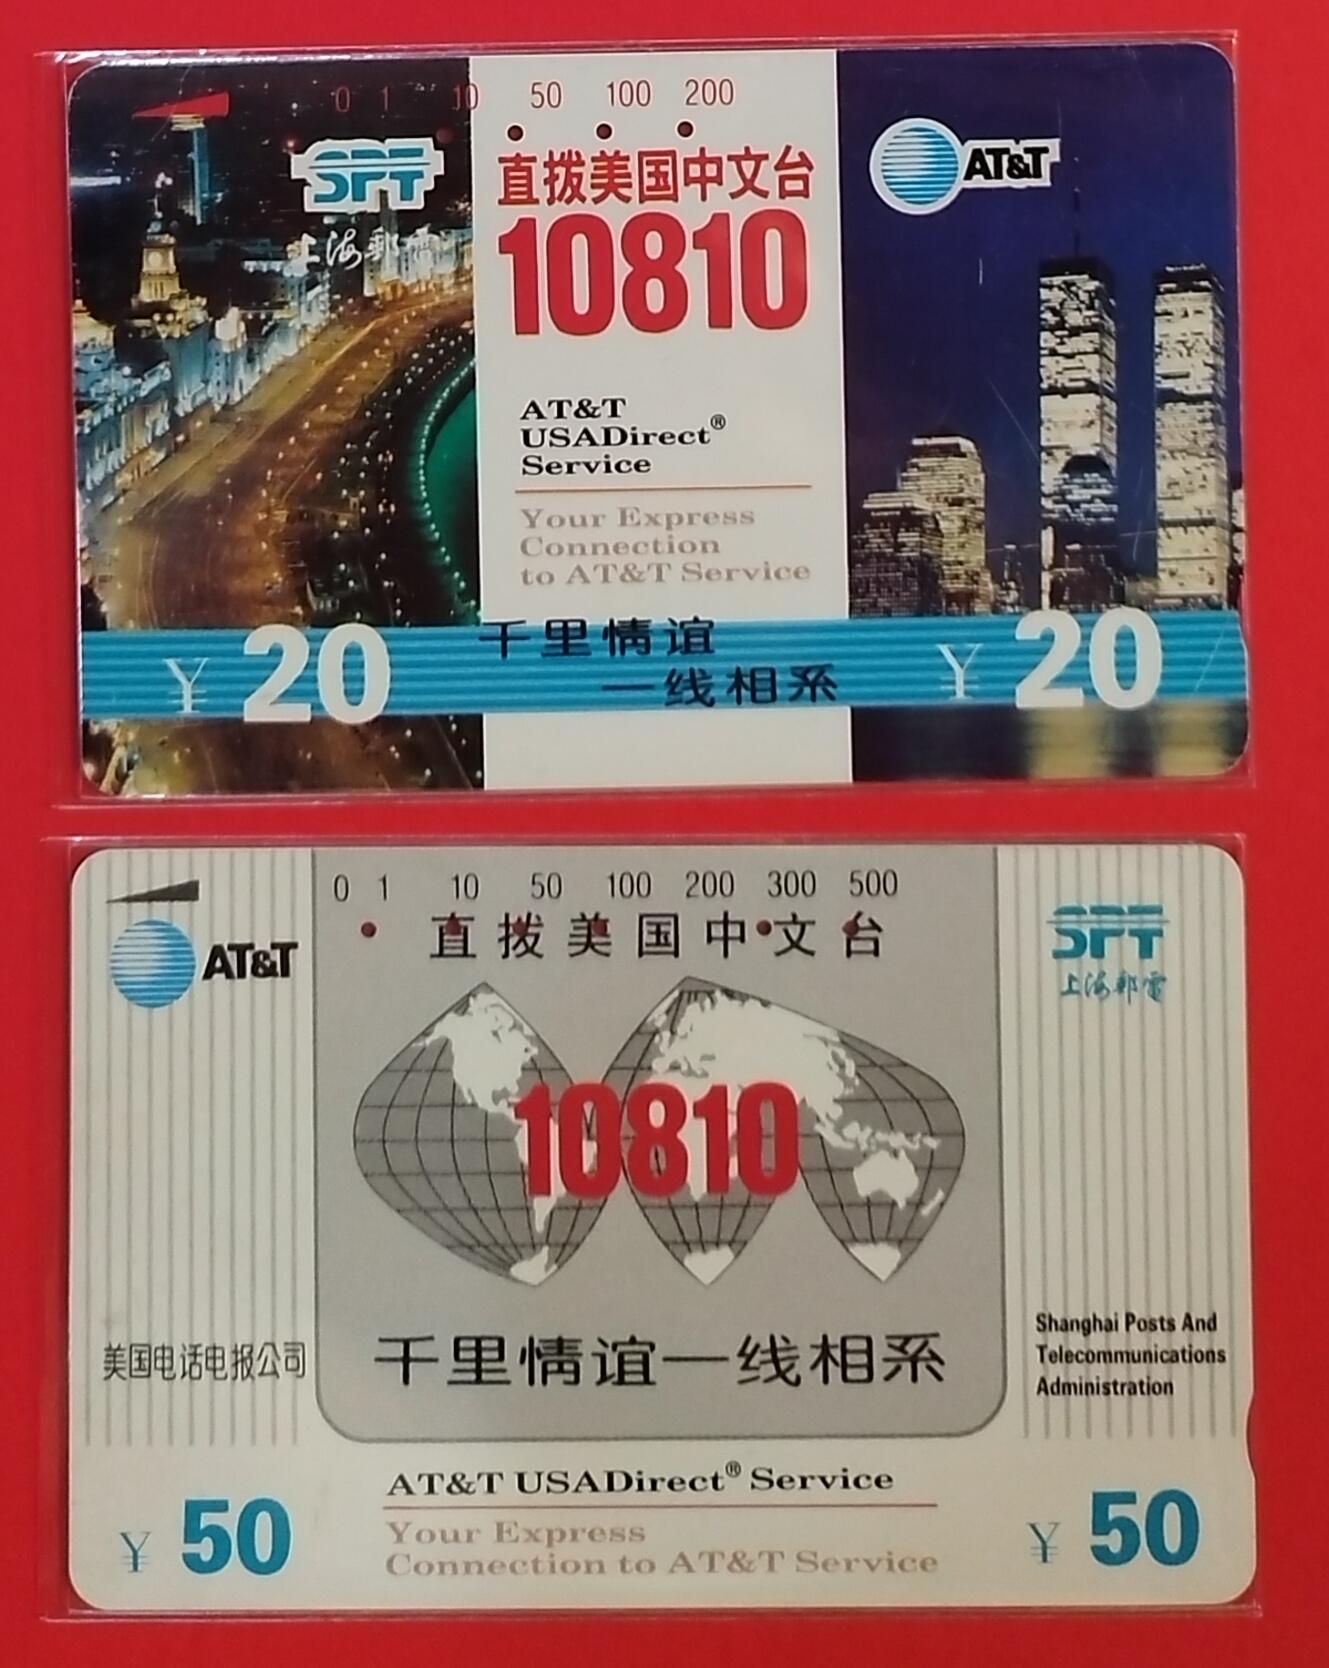 0 1 10 50 100 200
SPT
上海郵電
直拨美国中文台
10810
AT&T
AT&T
USADirect®
Service
Your Express
Connection
to AT&T Service
千里情谊
一线相系
¥ 20
¥ 20
0 1 10 50 100 200 300 500
AT&T
直拨美国中文台
SPT
上海郵電
10810
美国电话电报公司
千里情谊一线相系
Shanghai Posts And
Telecommunications
Administration
AT&T USADirect® Service
Your Express
Connection to AT&T Service
¥ 50
¥ 50